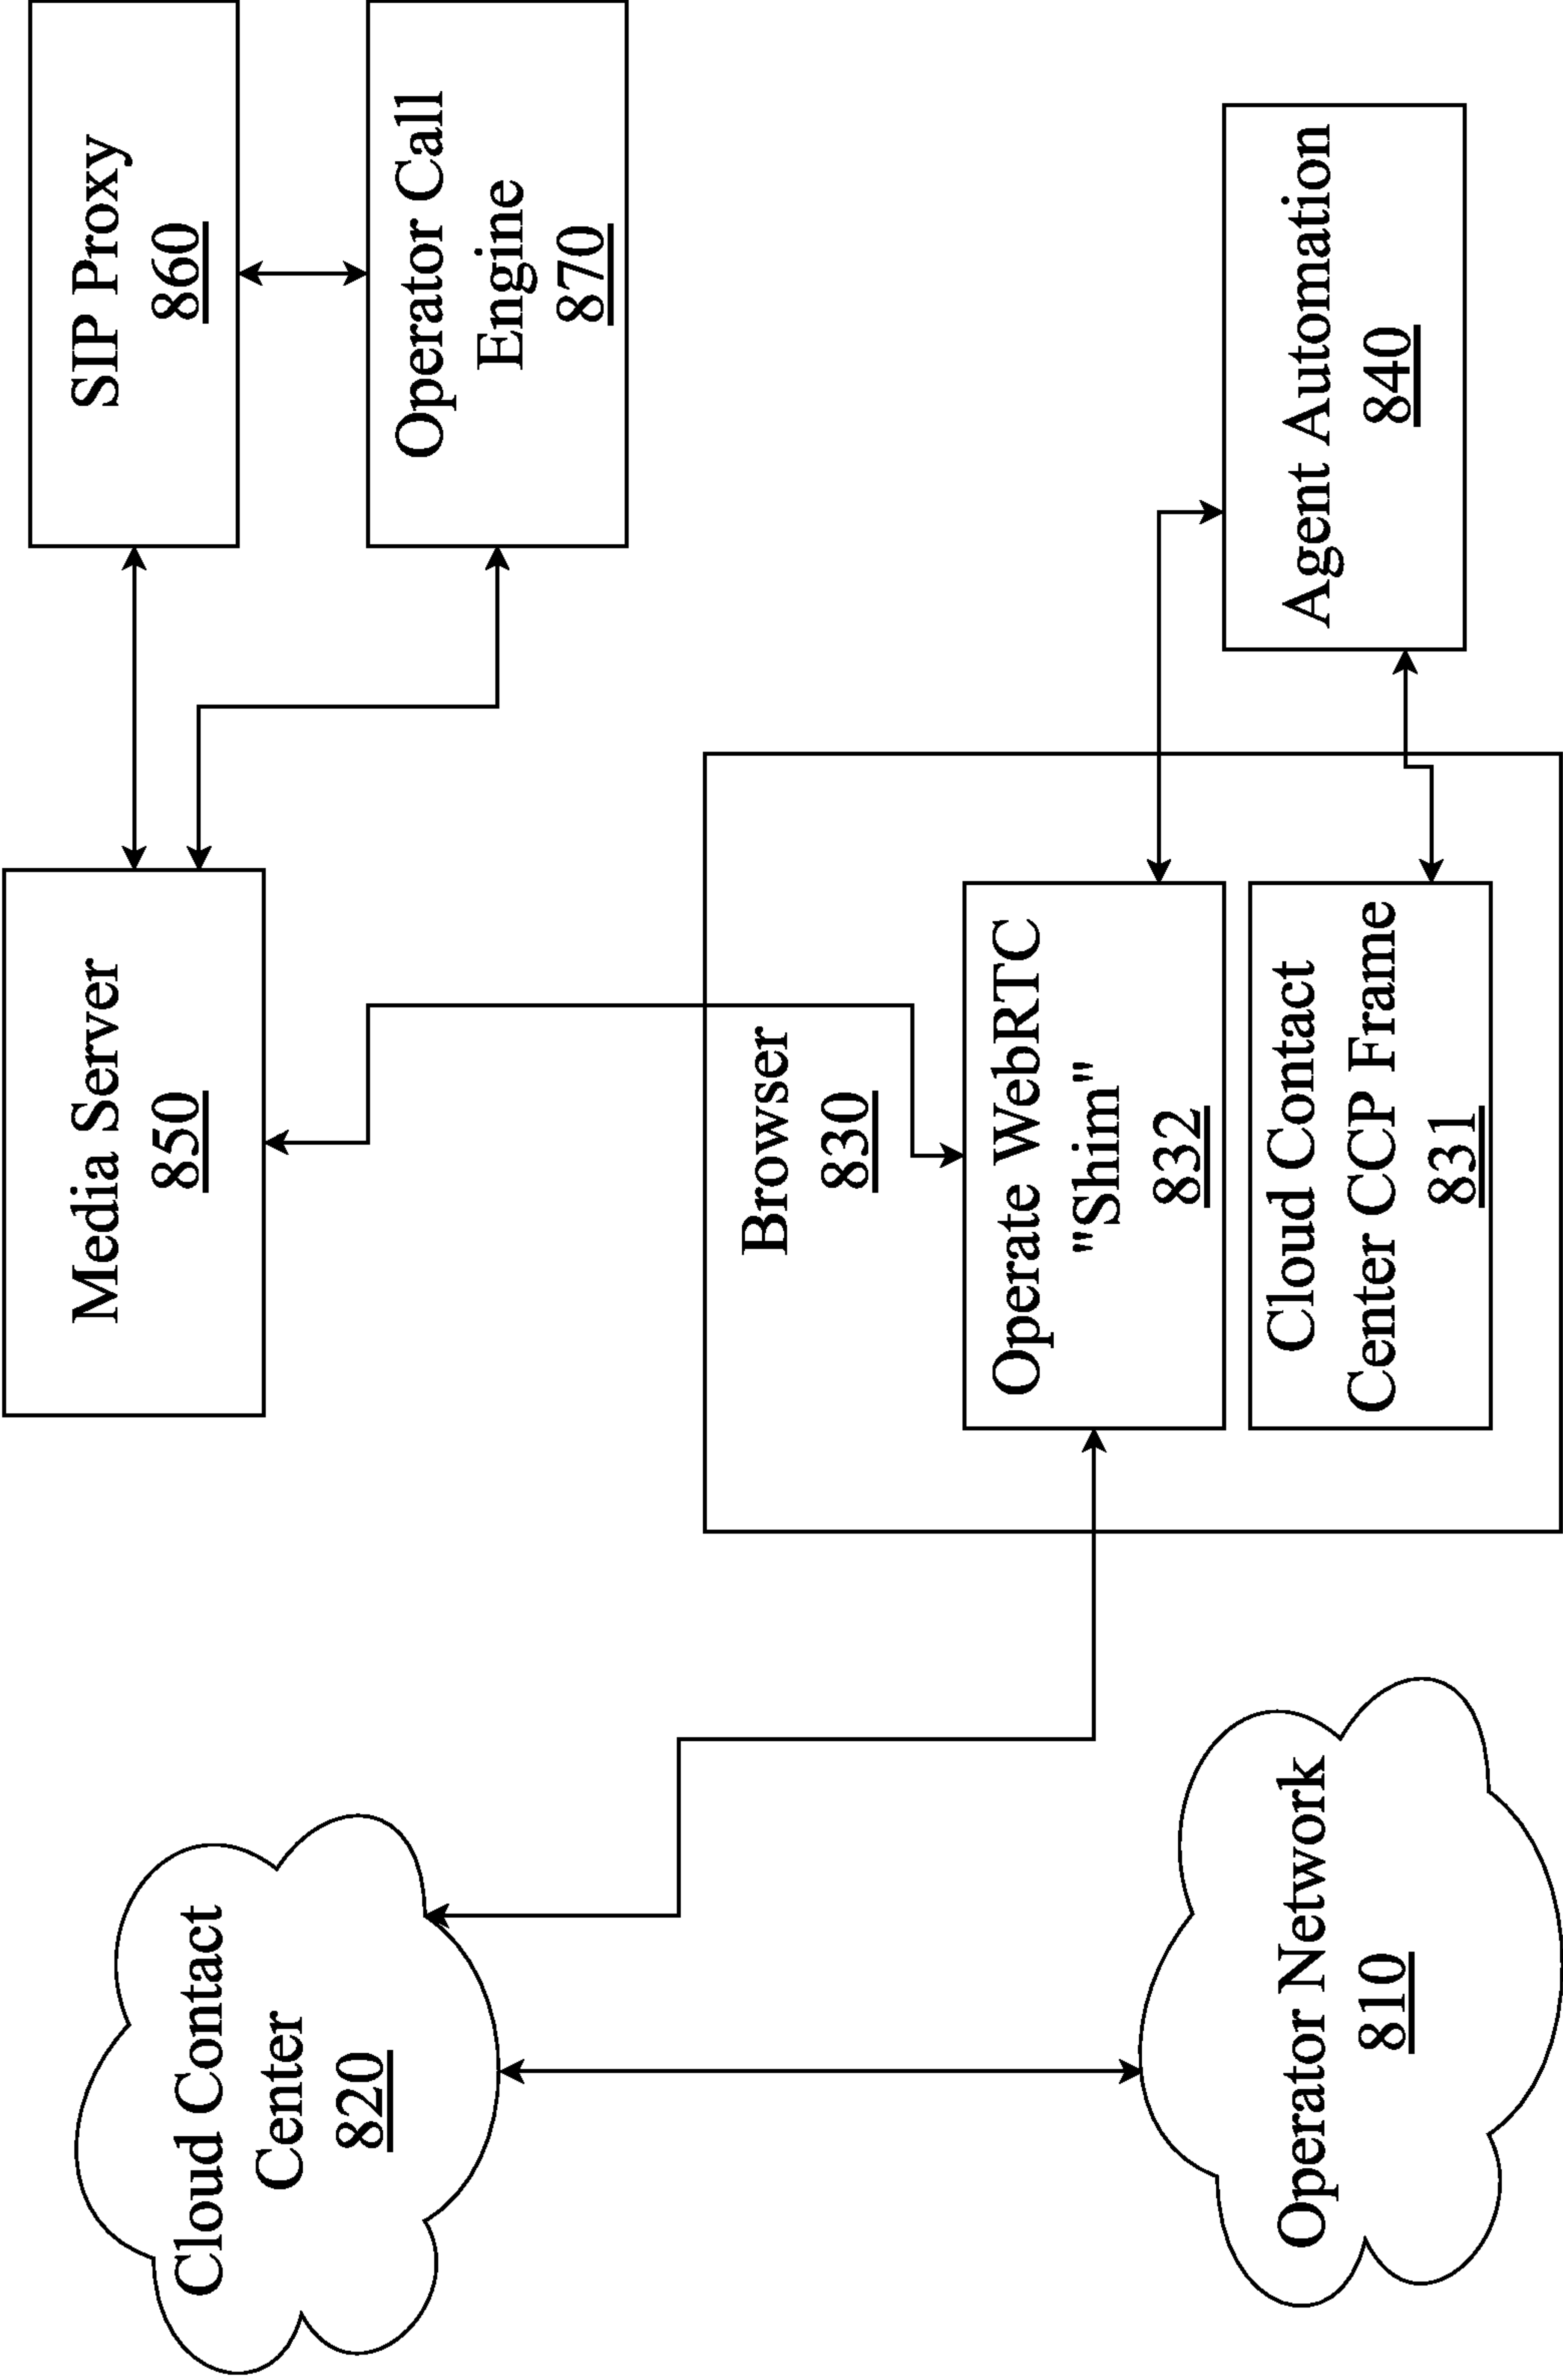 Cloud Contact
Center
820
Media Server
850
SIP Proxy
860
Operator Call
Engine
870
Browser
830
Operate WebRTC
"Shim"
832
Cloud Contact
Center CCP Frame
831
Operator Network
810
Agent Automation
840